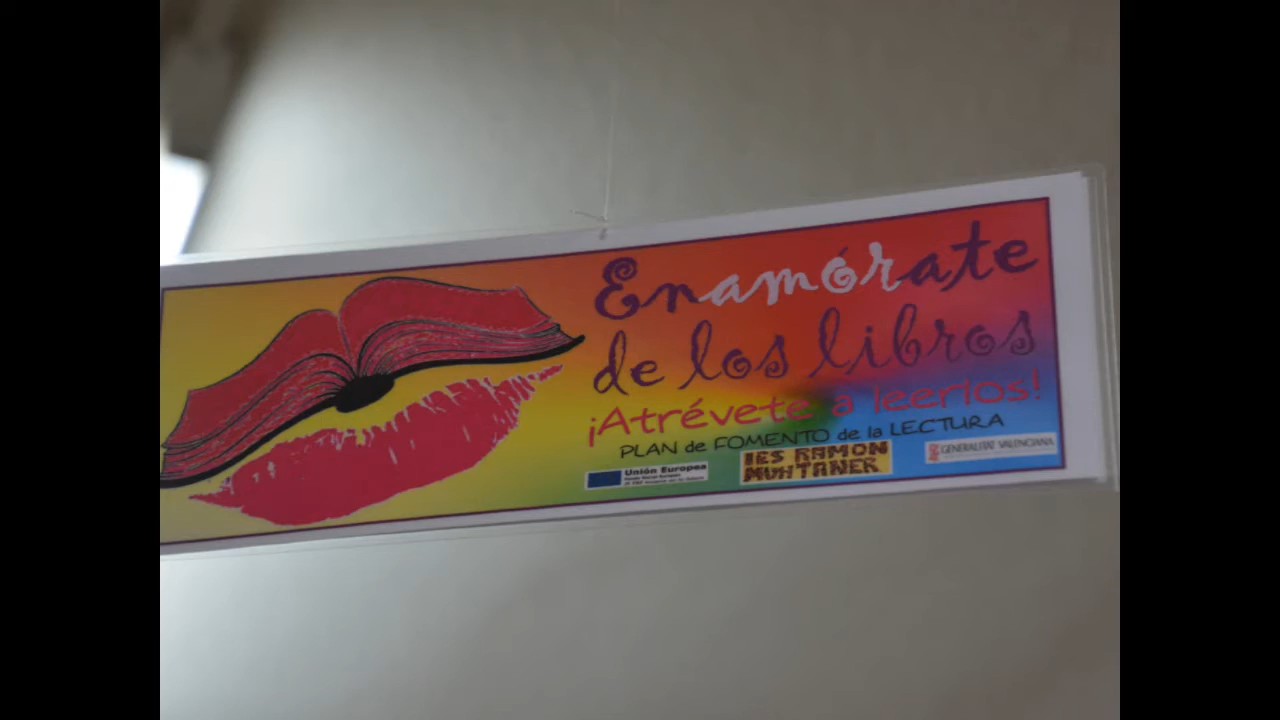 Enamórate
de los libros
¡Atrévete a leerlos!
PLAN de FOMENTO de la LECTURA
Unión Europea
Fondo Social Europeo
IES RAMON
MUNTANER
GENERALITAT VALENCIANA